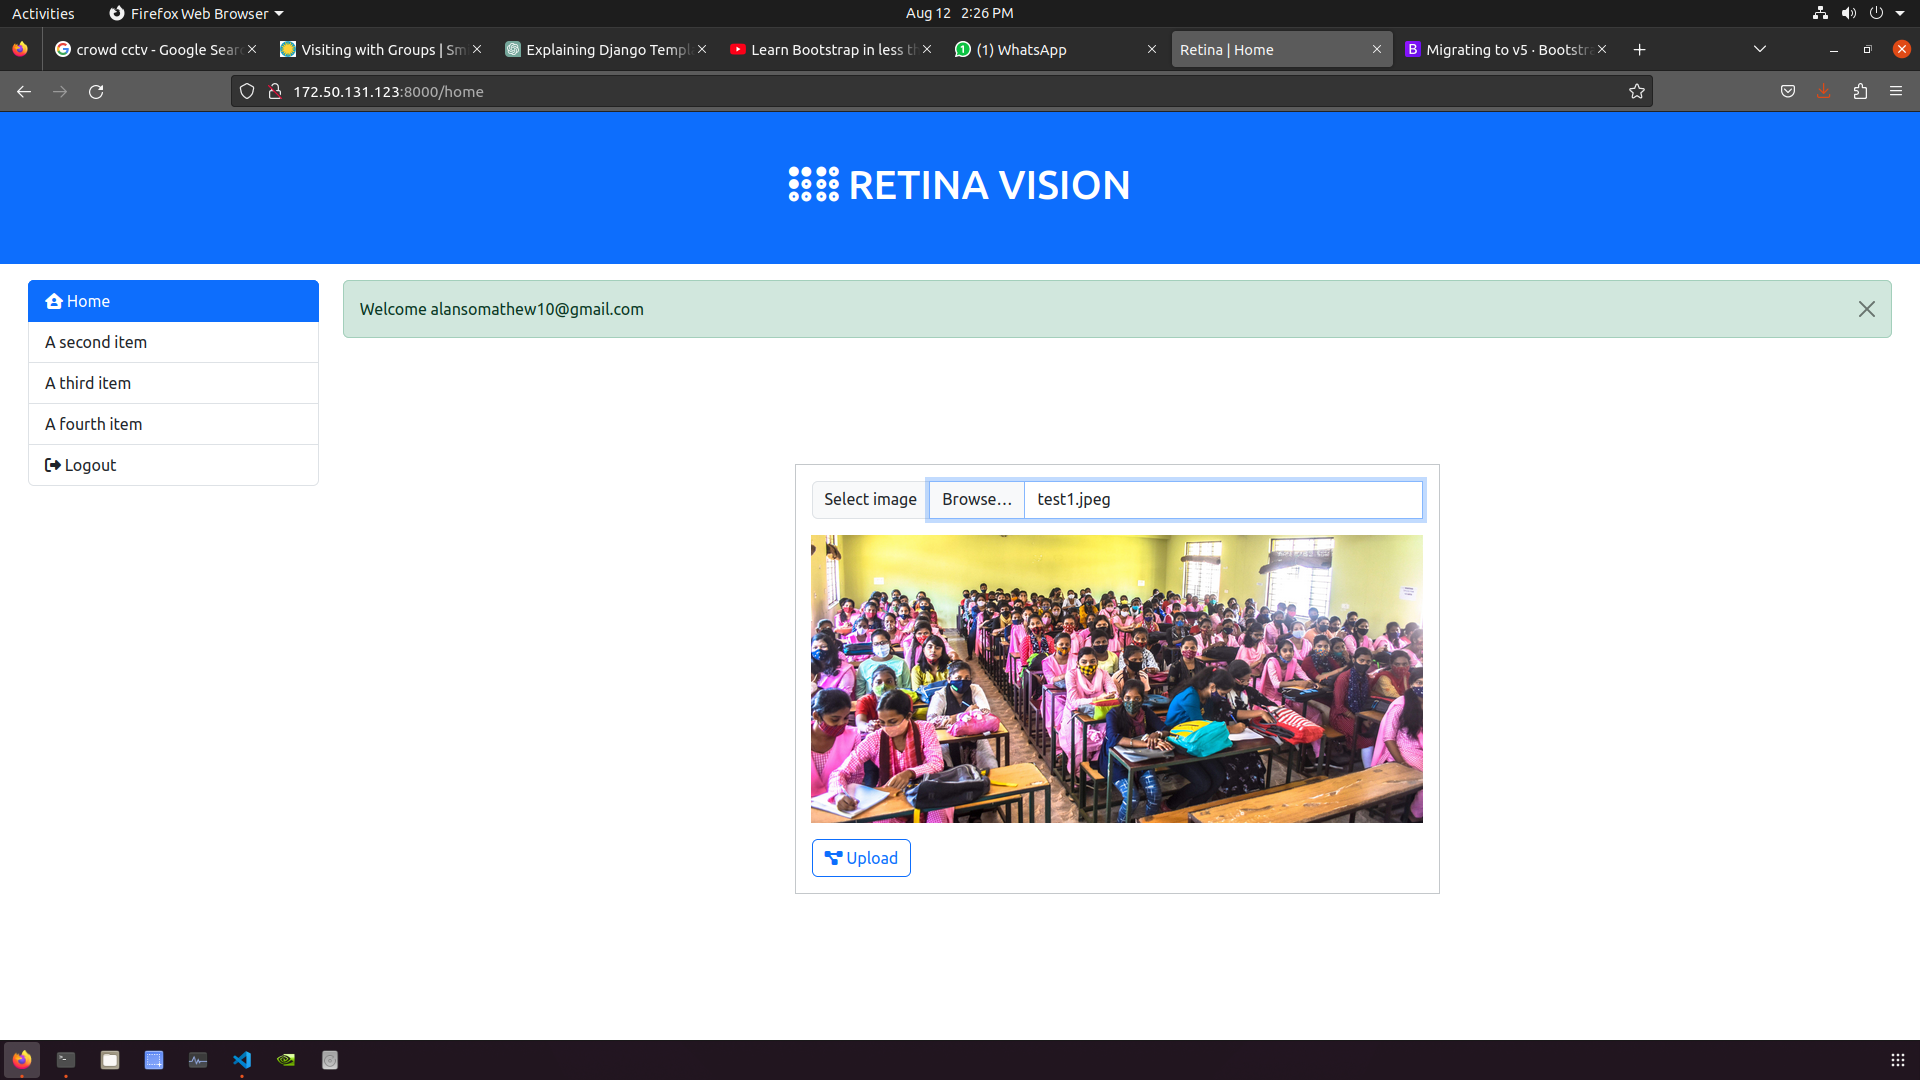 Activities
Firefox Web Browser
Aug 12 2:26 PM
crowd cctv - Google Sear
Visiting with Groups | Sm
Explaining Django Templ
Learn Bootstrap in less th
(1) WhatsApp
Retina | Home
Migrating to v5 · Bootstra
172.50.131.123:8000/home
RETINA VISION
Home
A second item
A third item
A fourth item
Logout
Welcome alansomathew10@gmail.com
Select image
Browse…
test1.jpeg
Upload